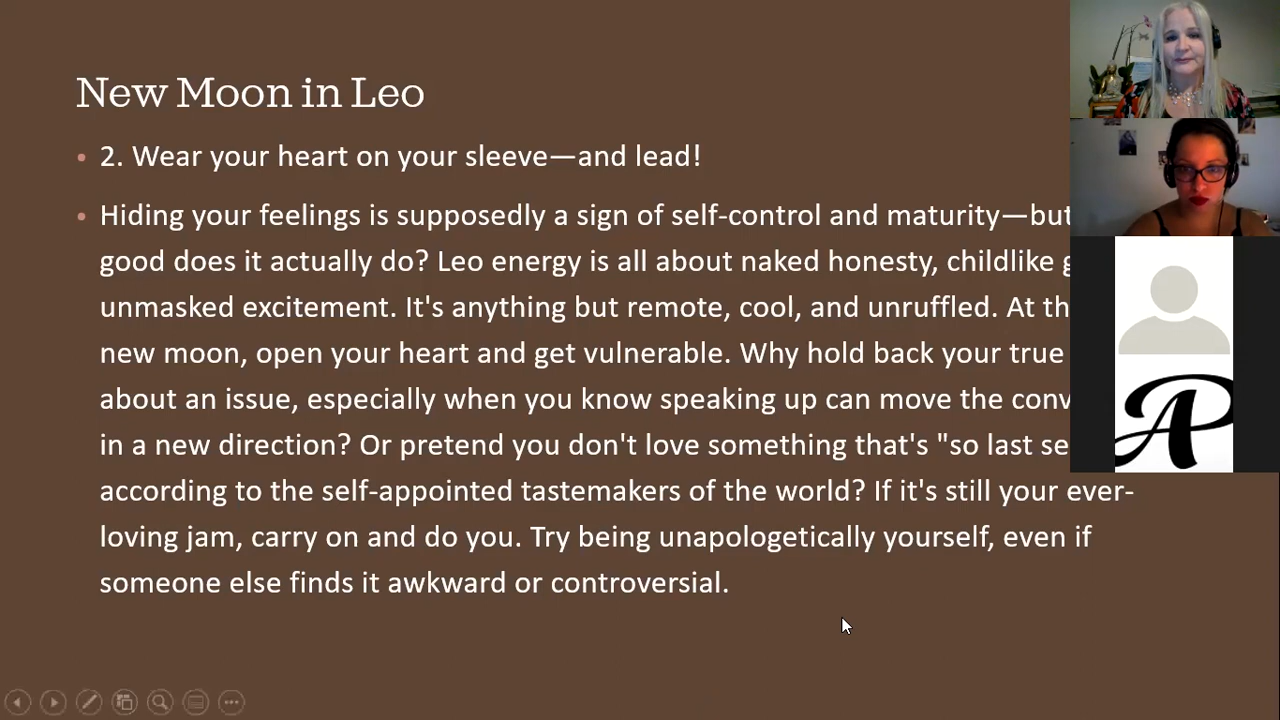 New Moon in Leo
2. Wear your heart on your sleeve—and lead!
Hiding your feelings is supposedly a sign of self-control and maturity—but
good does it actually do? Leo energy is all about naked honesty, childlike
unmasked excitement. It's anything but remote, cool, and unruffled. At
new moon, open your heart and get vulnerable. Why hold back your true
about an issue, especially when you know speaking up can move the
in a new direction? Or pretend you don't love something that's "so last
according to the self-appointed tastemakers of the world? If it's still your ever-
loving jam, carry on and do you. Try being unapologetically yourself, even if
someone else finds it awkward or controversial.
AP